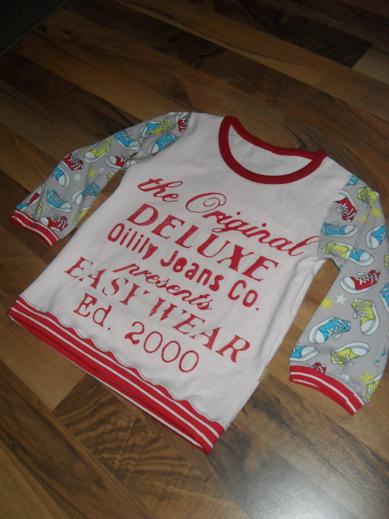 the Original
DELUXE
Oilily Jeans Co.
presents
EASY WEAR
Ed. 2000